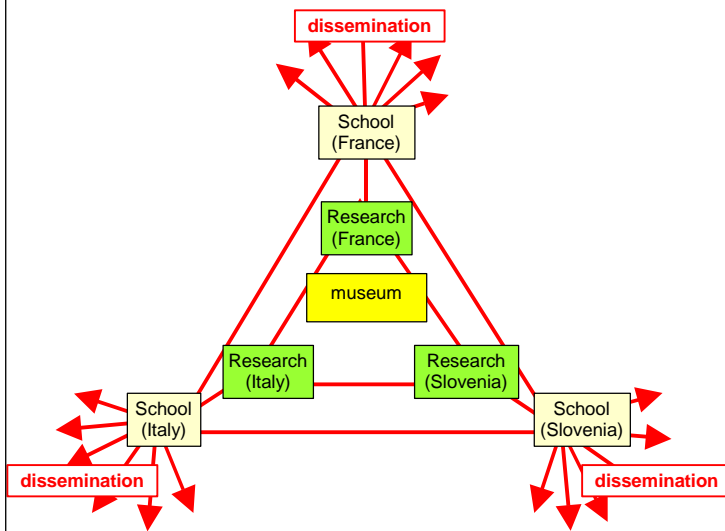 dissemination
School
(France)
Research
(France)
museum
Research
(Italy)
Research
(Slovenia)
School
(Italy)
School
(Slovenia)
dissemination
dissemination